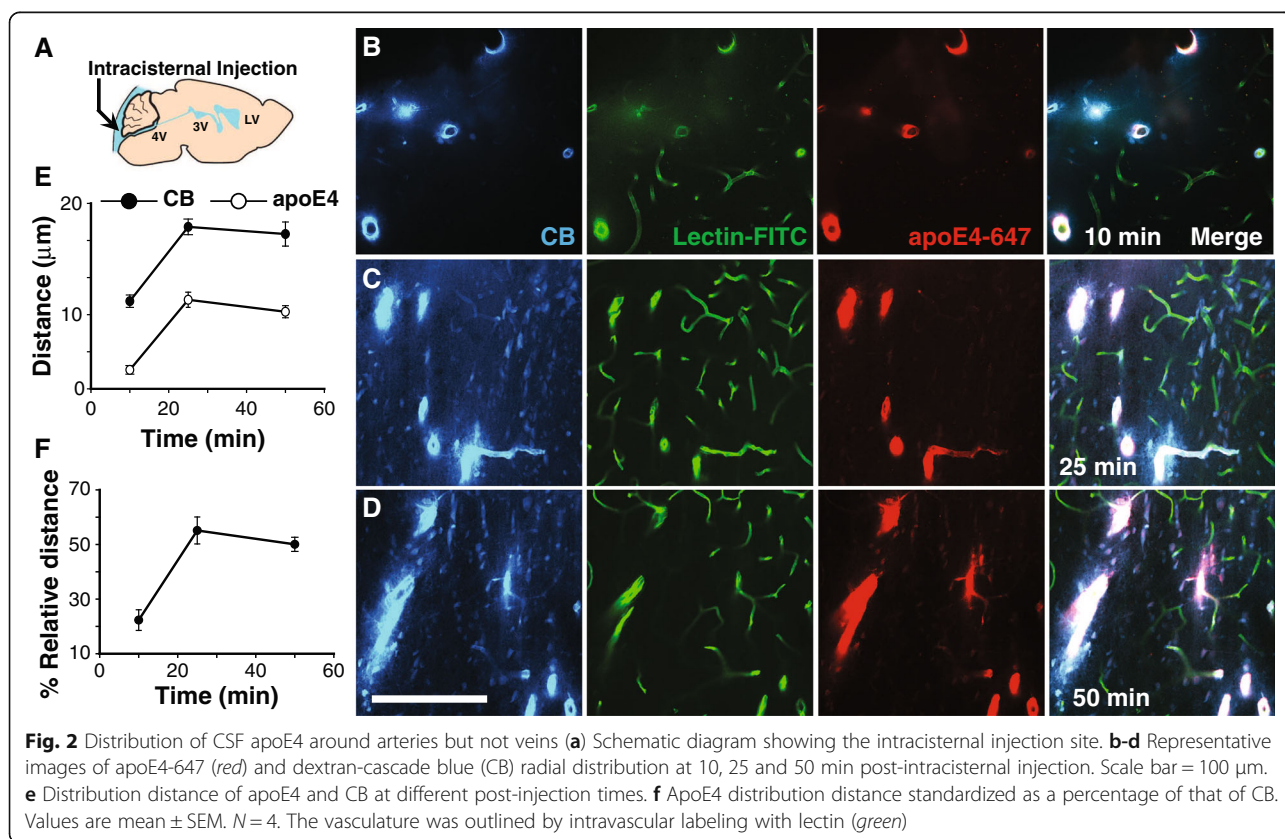 A
Intracisternal Injection
4V
3V
LV
B
CB
Lectin-FITC
apoE4-647
10 min Merge
E
CB apoE4
20
10
0
Distance (µm)
0 20 40 60
Time (min)
C
25 min
F
70
50
30
10
% Relative distance
0 20 40 60
Time (min)
D
50 min
Fig. 2 Distribution of CSF apoE4 around arteries but not veins (a) Schematic diagram showing the intracisternal injection site. b-d Representative
images of apoE4-647 (red) and dextran-cascade blue (CB) radial distribution at 10, 25 and 50 min post-intracisternal injection. Scale bar = 100 µm.
e Distribution distance of apoE4 and CB at different post-injection times. f ApoE4 distribution distance standardized as a percentage of that of CB.
Values are mean ± SEM. N = 4. The vasculature was outlined by intravascular labeling with lectin (green)